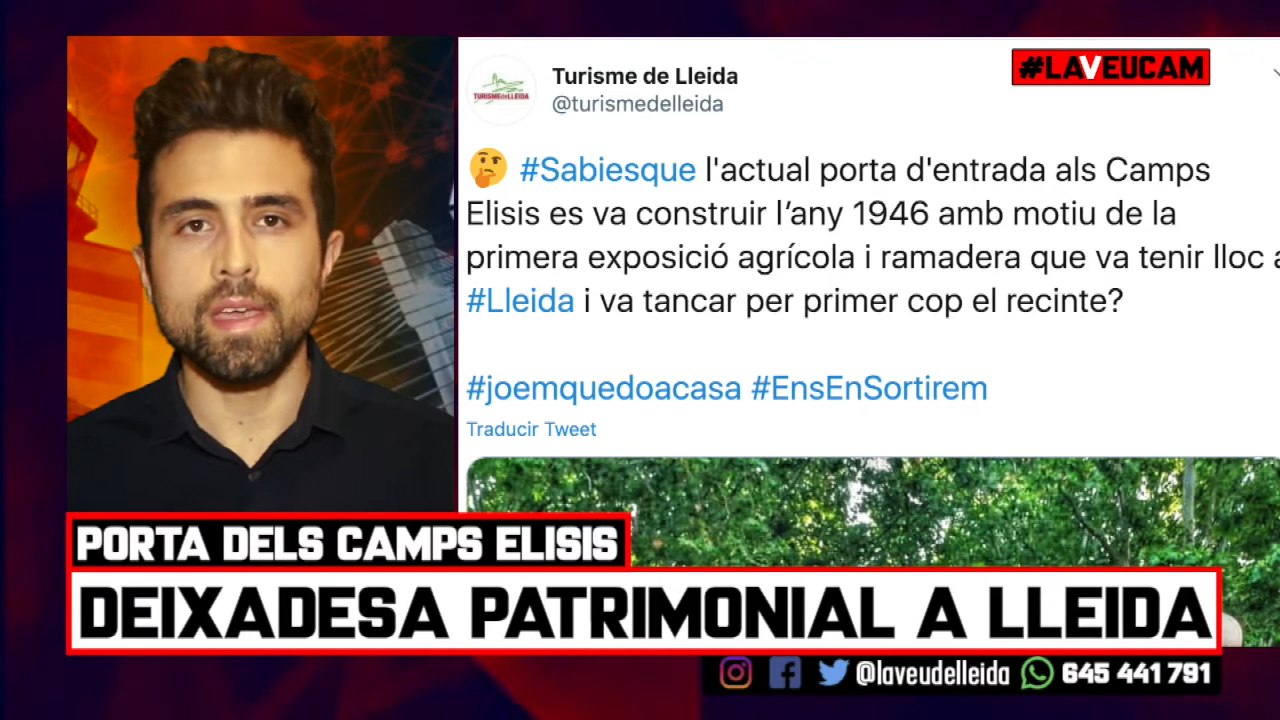 Turisme de Lleida
@turismedelleida
TURISMEdeLLEIDA
#LAVEUCAM
#Sabiesque l'actual porta d'entrada als Camps
Elisis es va construir l’any 1946 amb motiu de la
primera exposició agrícola i ramadera que va tenir lloc a
#Lleida i va tancar per primer cop el recinte?
#joemquedoacasa #EnsEnSortirem
Traducir Tweet
PORTA DELS CAMPS ELISIS
DEIXADESA PATRIMONIAL A LLEIDA
@laveudelleida 645 441 791